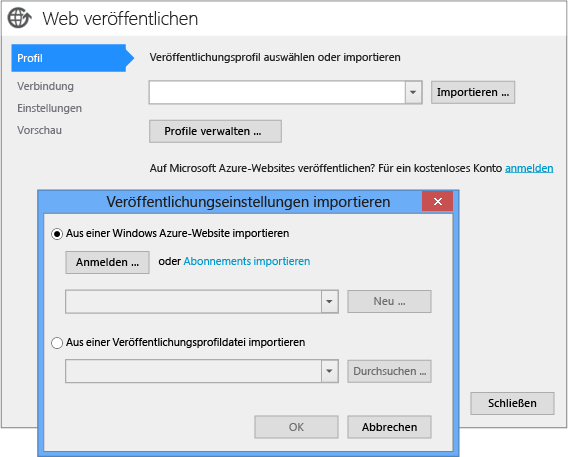 Web veröffentlichen
Profil
Veröffentlichungsprofil auswählen oder importieren
Verbindung
Importieren ...
Einstellungen
Vorschau
Profile verwalten ...
Auf Microsoft Azure-Websites veröffentlichen? Für ein kostenloses Konto anmelden
Veröffentlichungseinstellungen importieren
Aus einer Windows Azure-Website importieren
Anmelden ... oder Abonnements importieren
Neu ...
Aus einer Veröffentlichungsprofildatei importieren
Durchsuchen ...
Schließen
OK Abbrechen